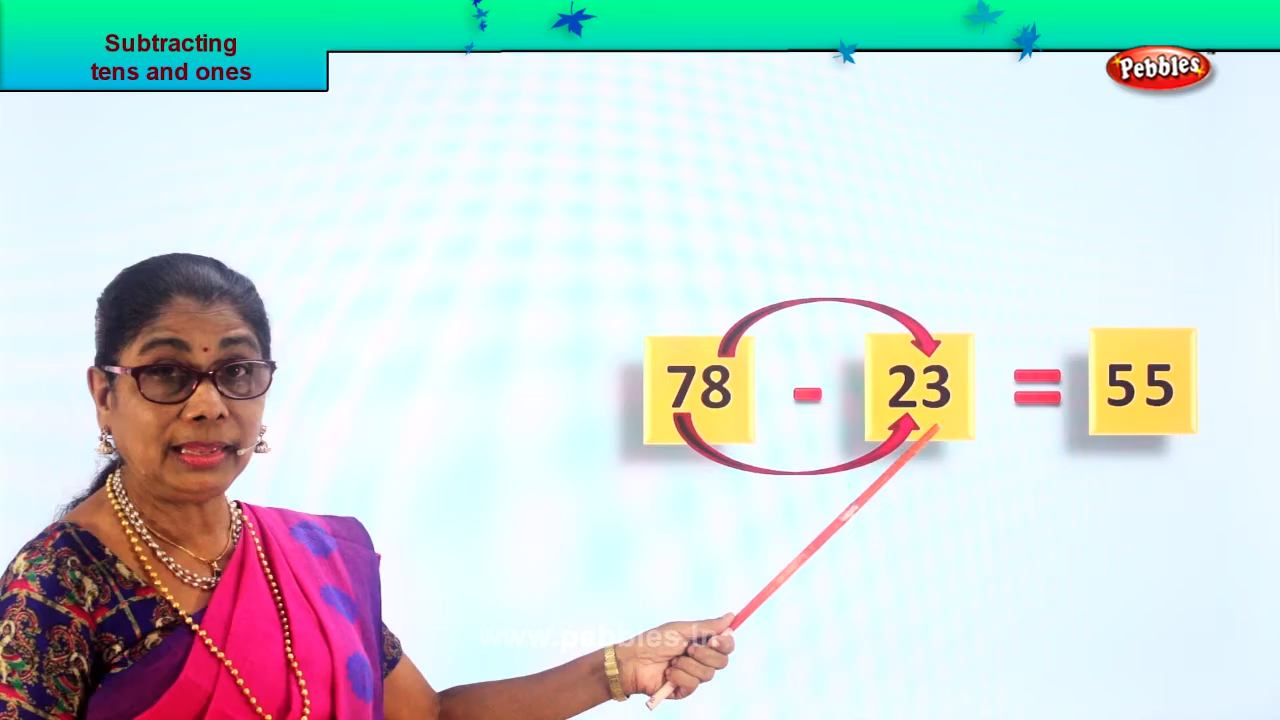 Subtracting
tens and ones
Pebbles
78 - 23 = 55
www.pebbles.in